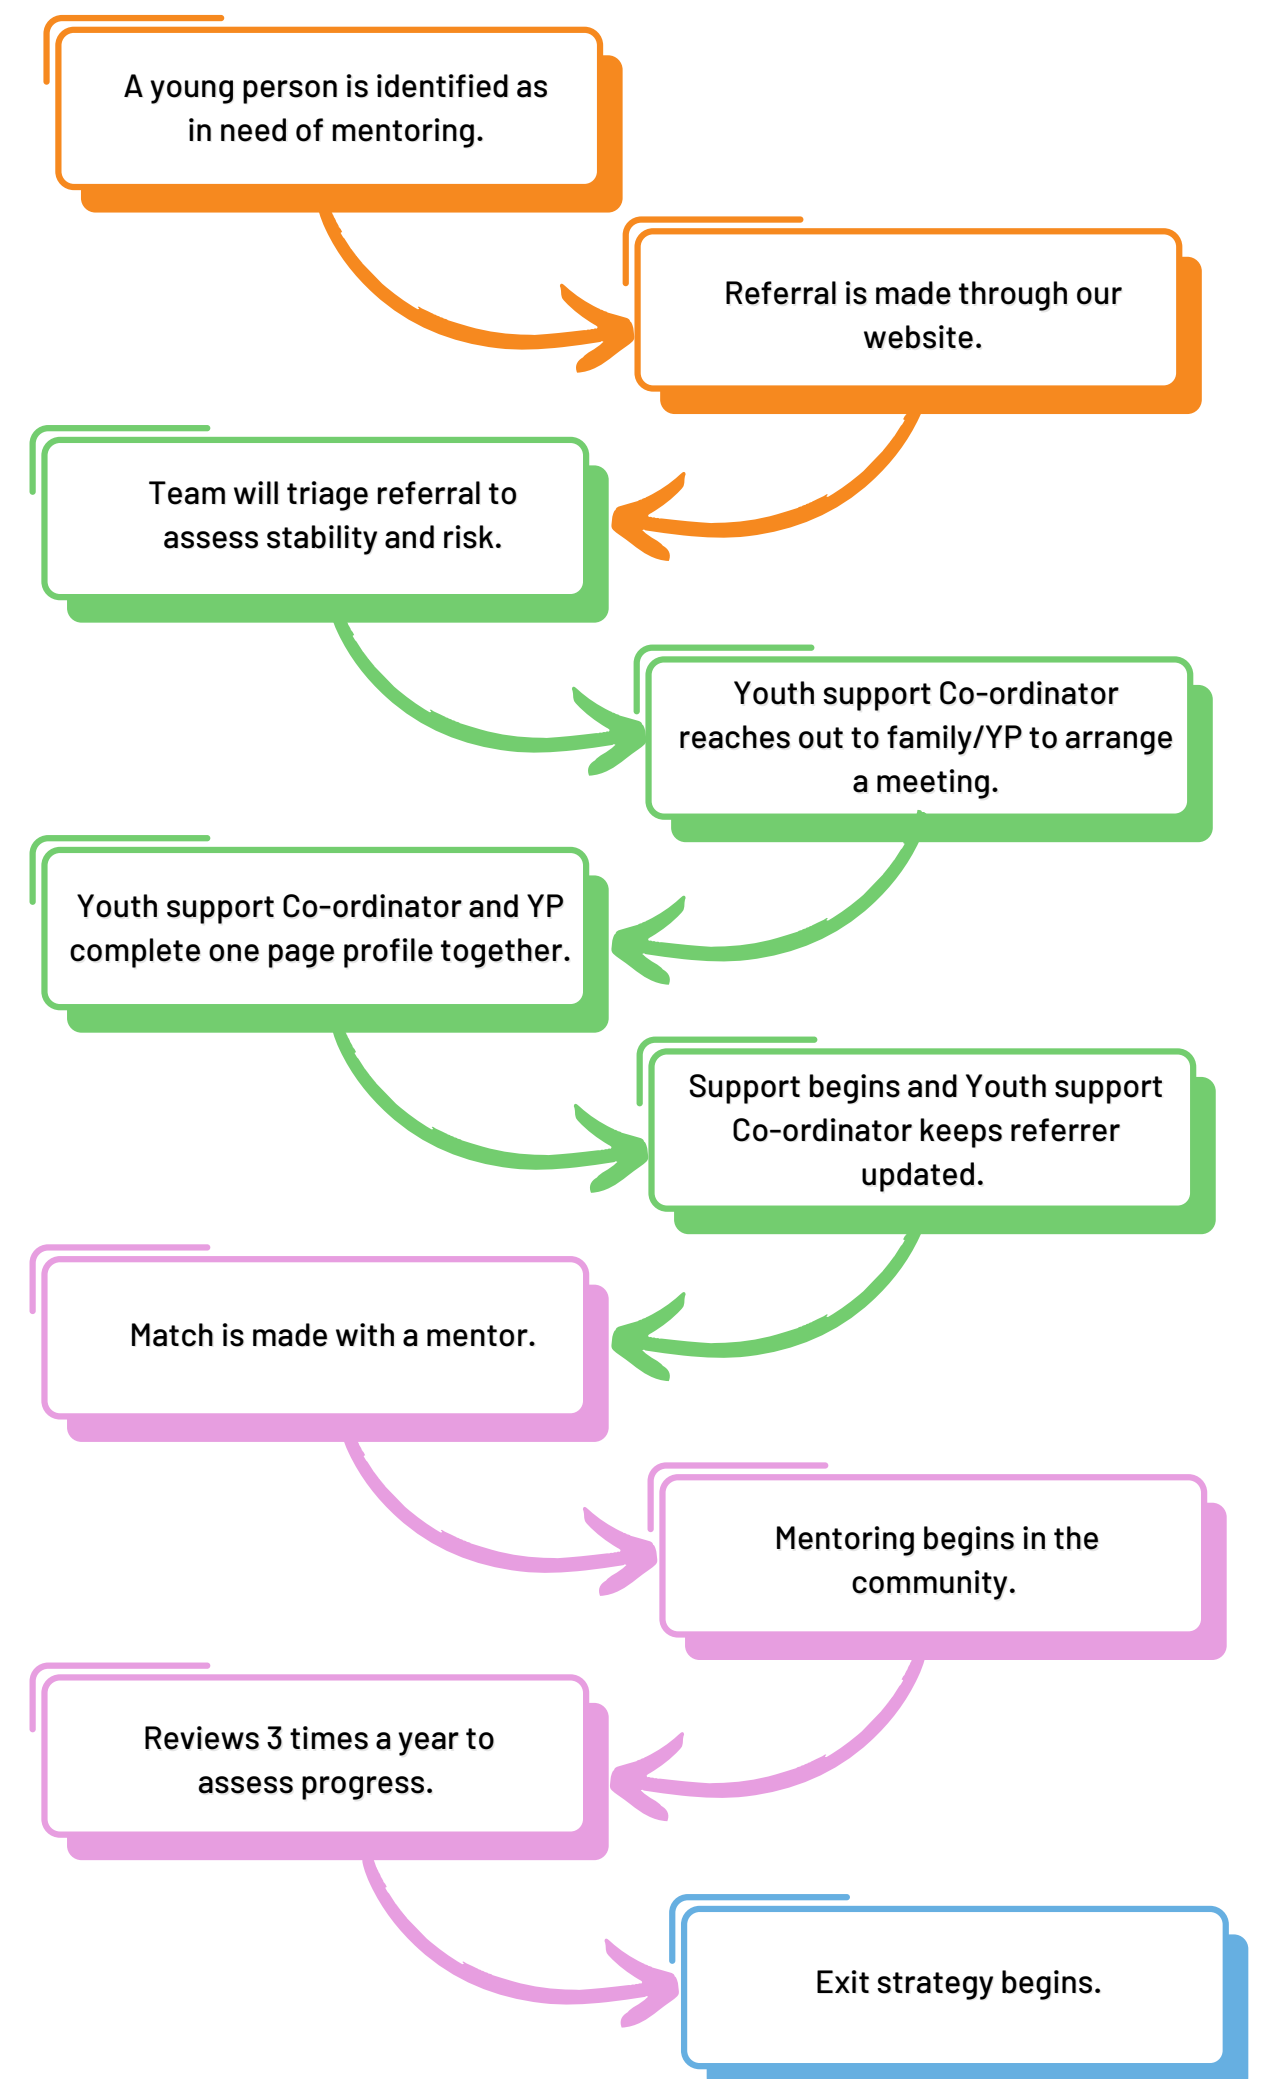 A young person is identified as
in need of mentoring.
Referral is made through our
website.
Team will triage referral to
assess stability and risk.
Youth support Co-ordinator
reaches out to family/YP to arrange
a meeting.
Youth support Co-ordinator and YP
complete one page profile together.
Support begins and Youth support
Co-ordinator keeps referrer
updated.
Match is made with a mentor.
Mentoring begins in the
community.
Reviews 3 times a year to
assess progress.
Exit strategy begins.